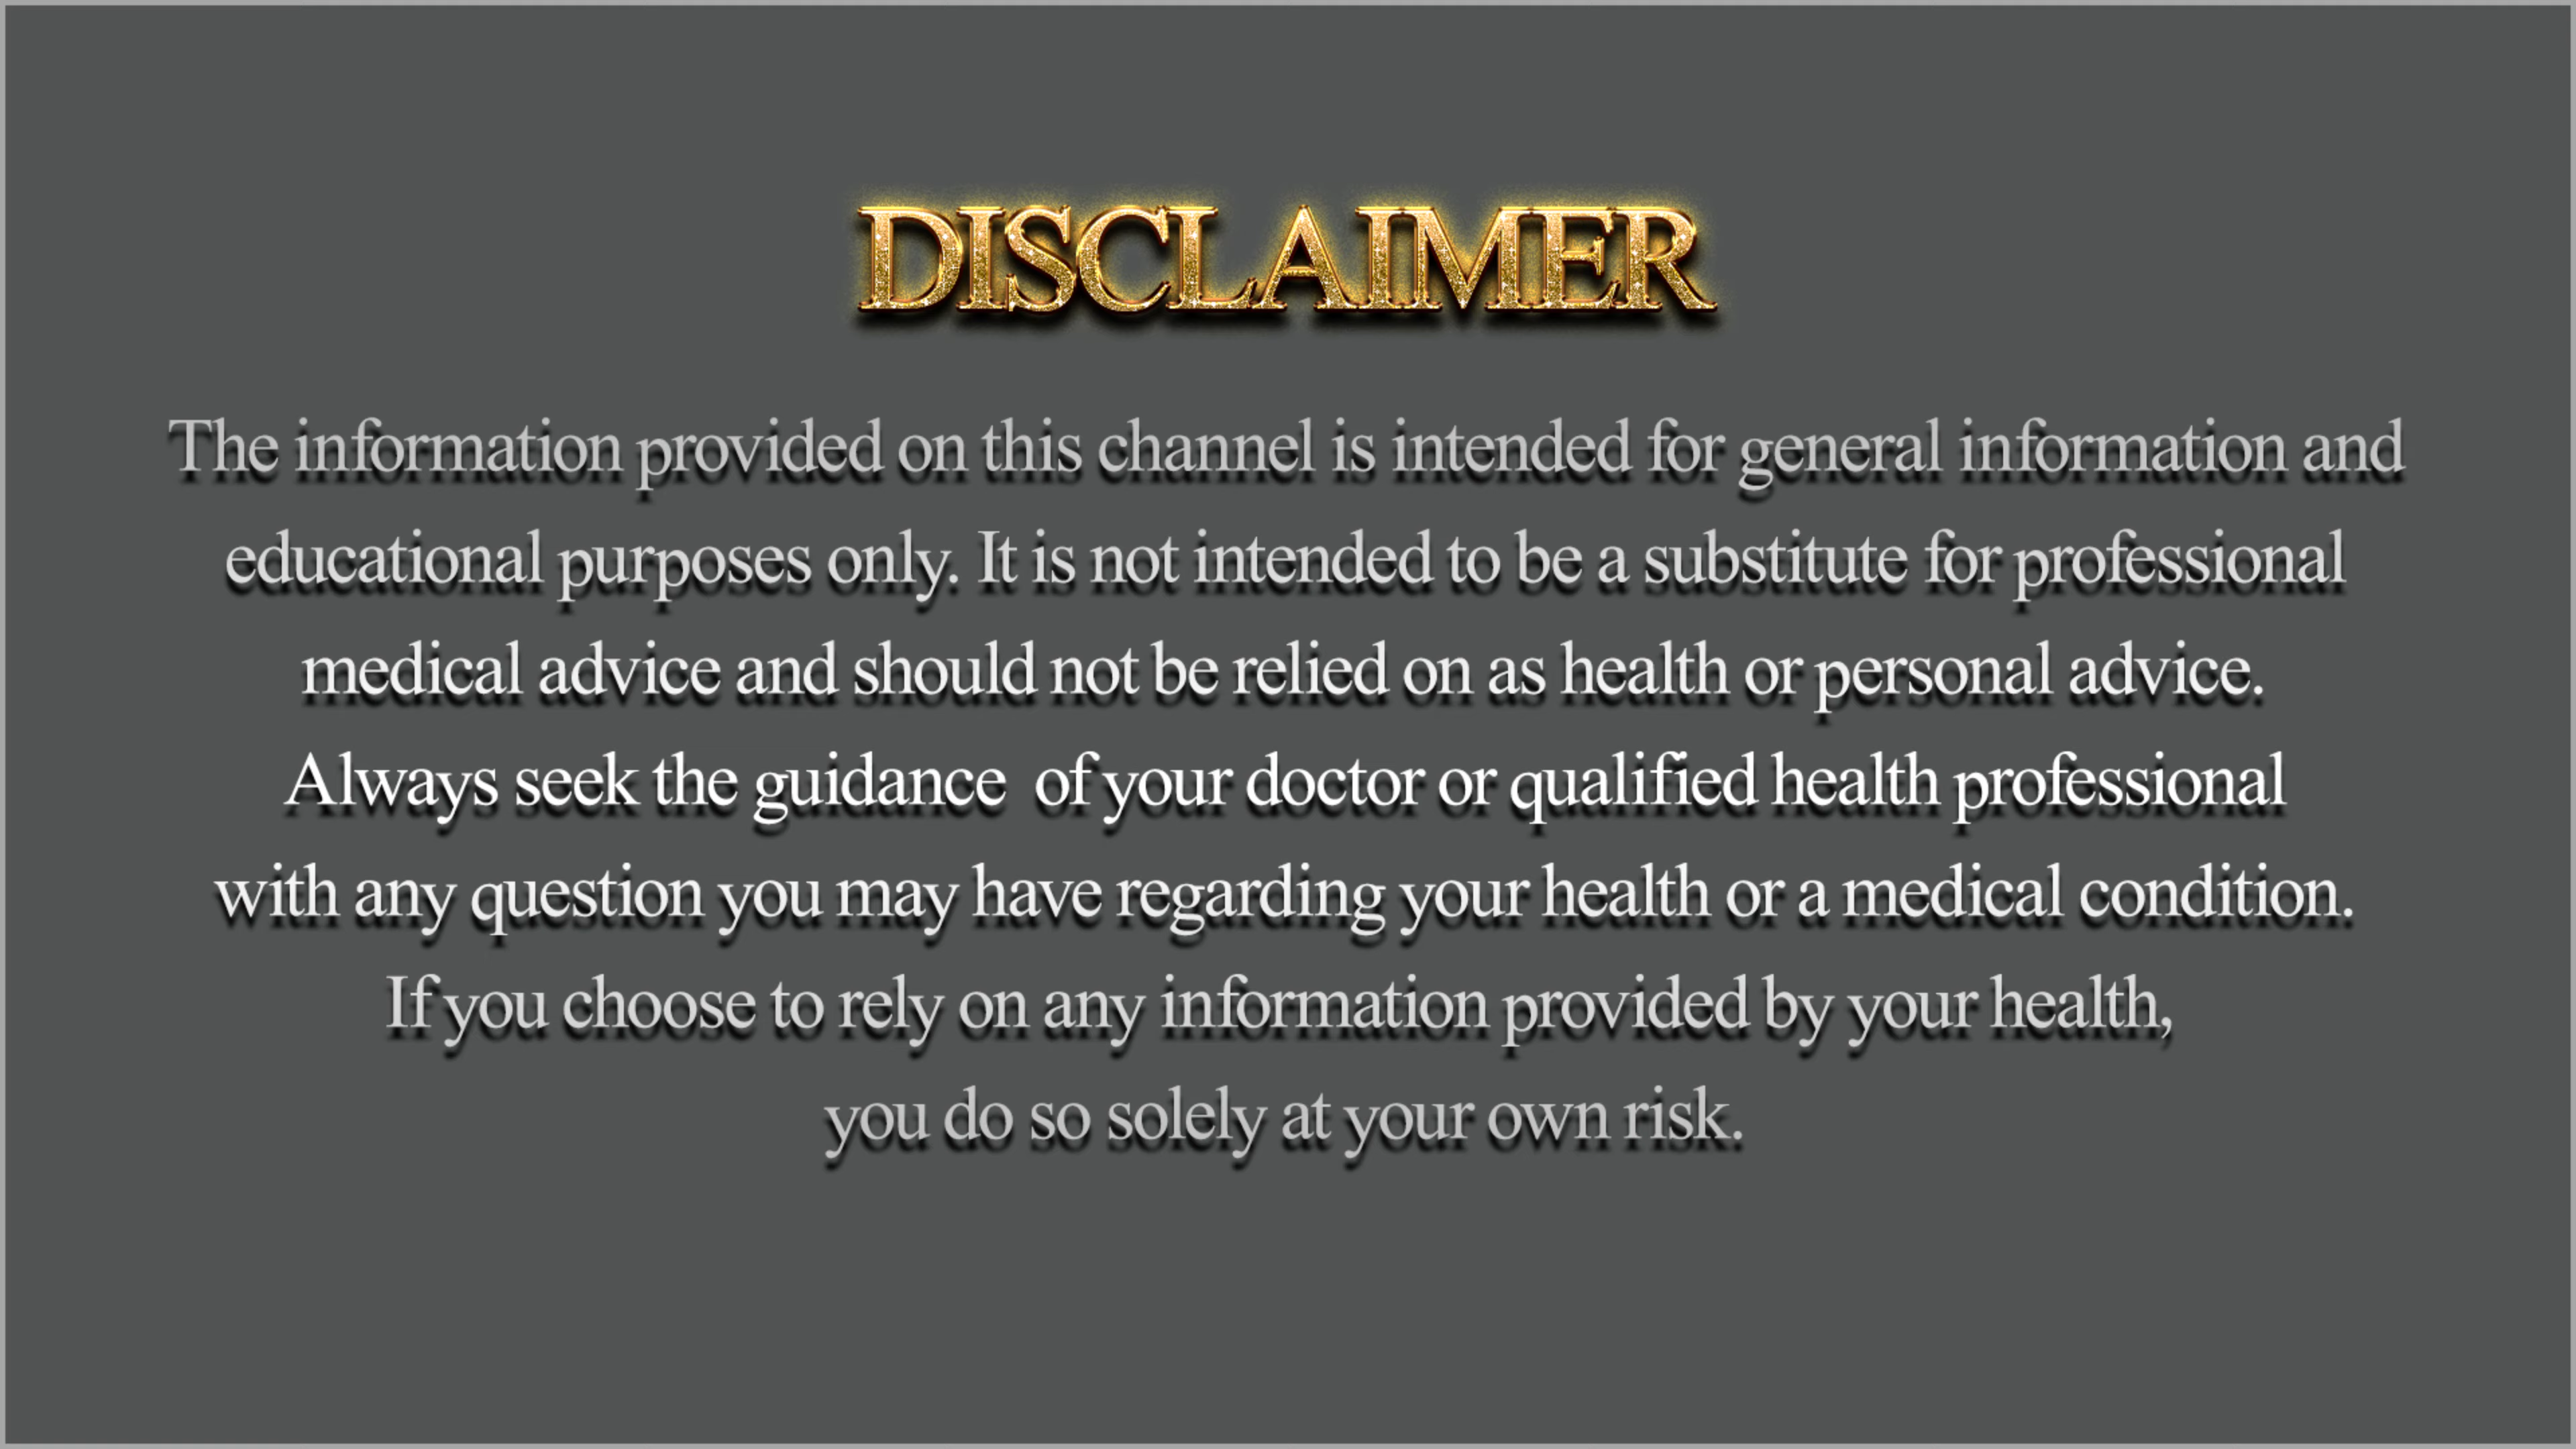 DISCLAIMER
The information provided on this channel is intended for general information and
educational purposes only. It is not intended to be a substitute for professional
medical advice and should not be relied on as health or personal advice.
Always seek the guidance  of your doctor or qualified health professional
with any question you may have regarding your health or a medical condition.
If you choose to rely on any information provided by your health,
you do so solely at your own risk.